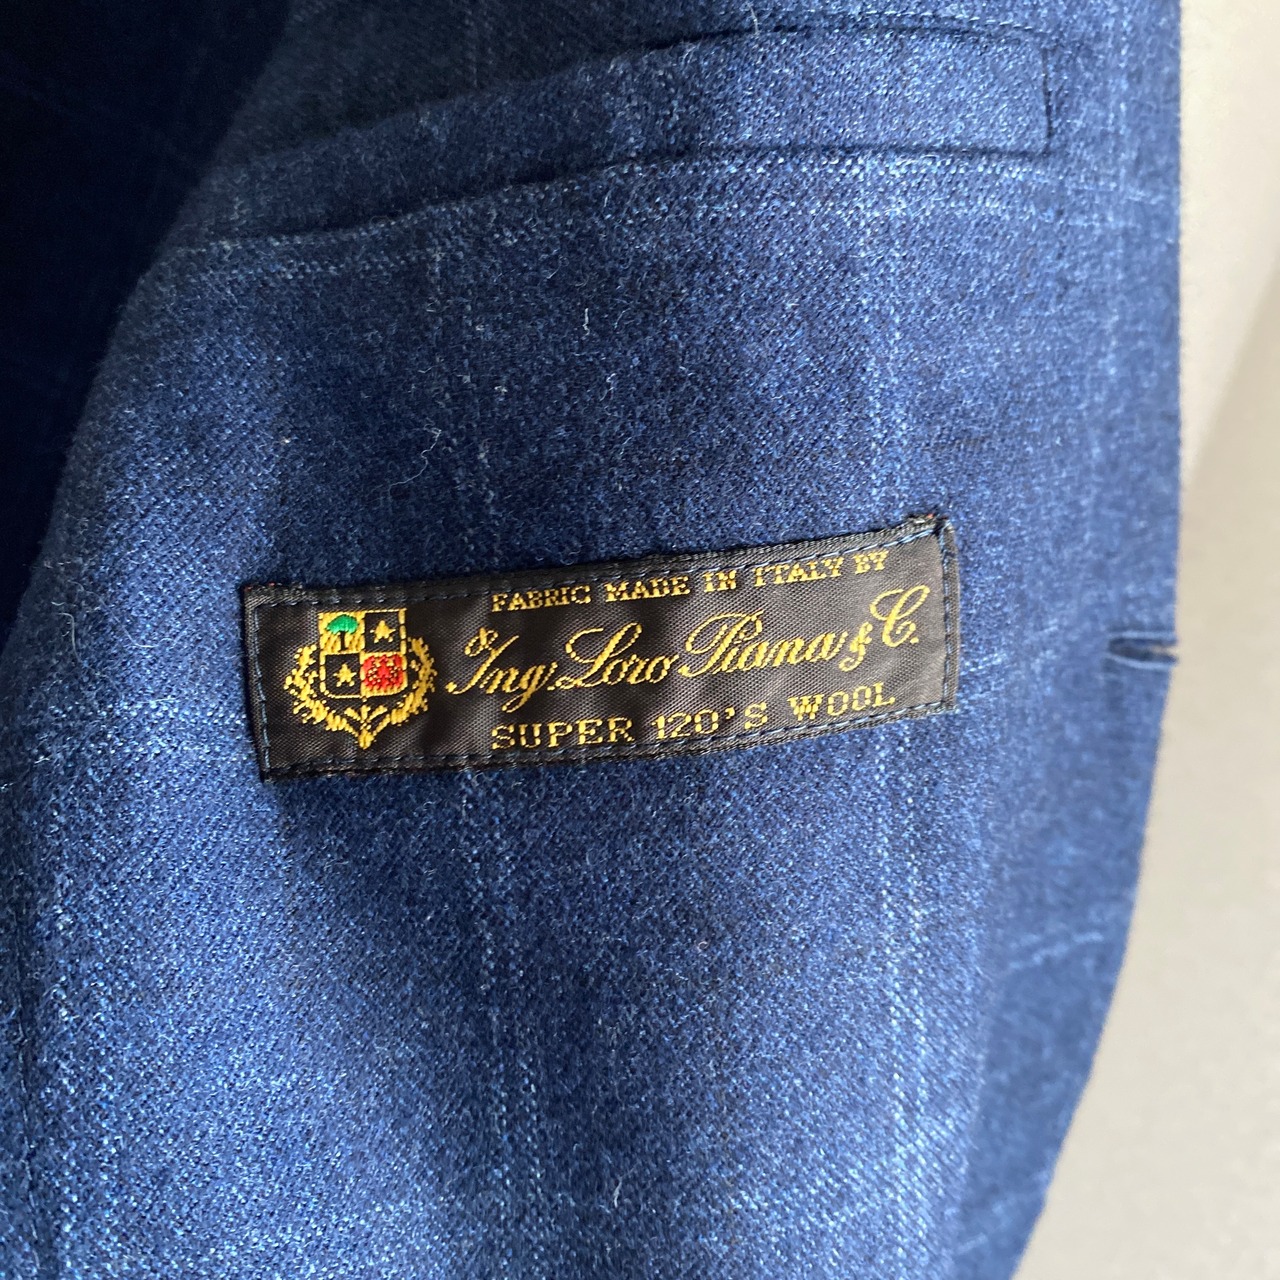 FABRIC MADE IN ITALY BY
Ing. Loro Piana & C.
SUPER 120'S WOOL